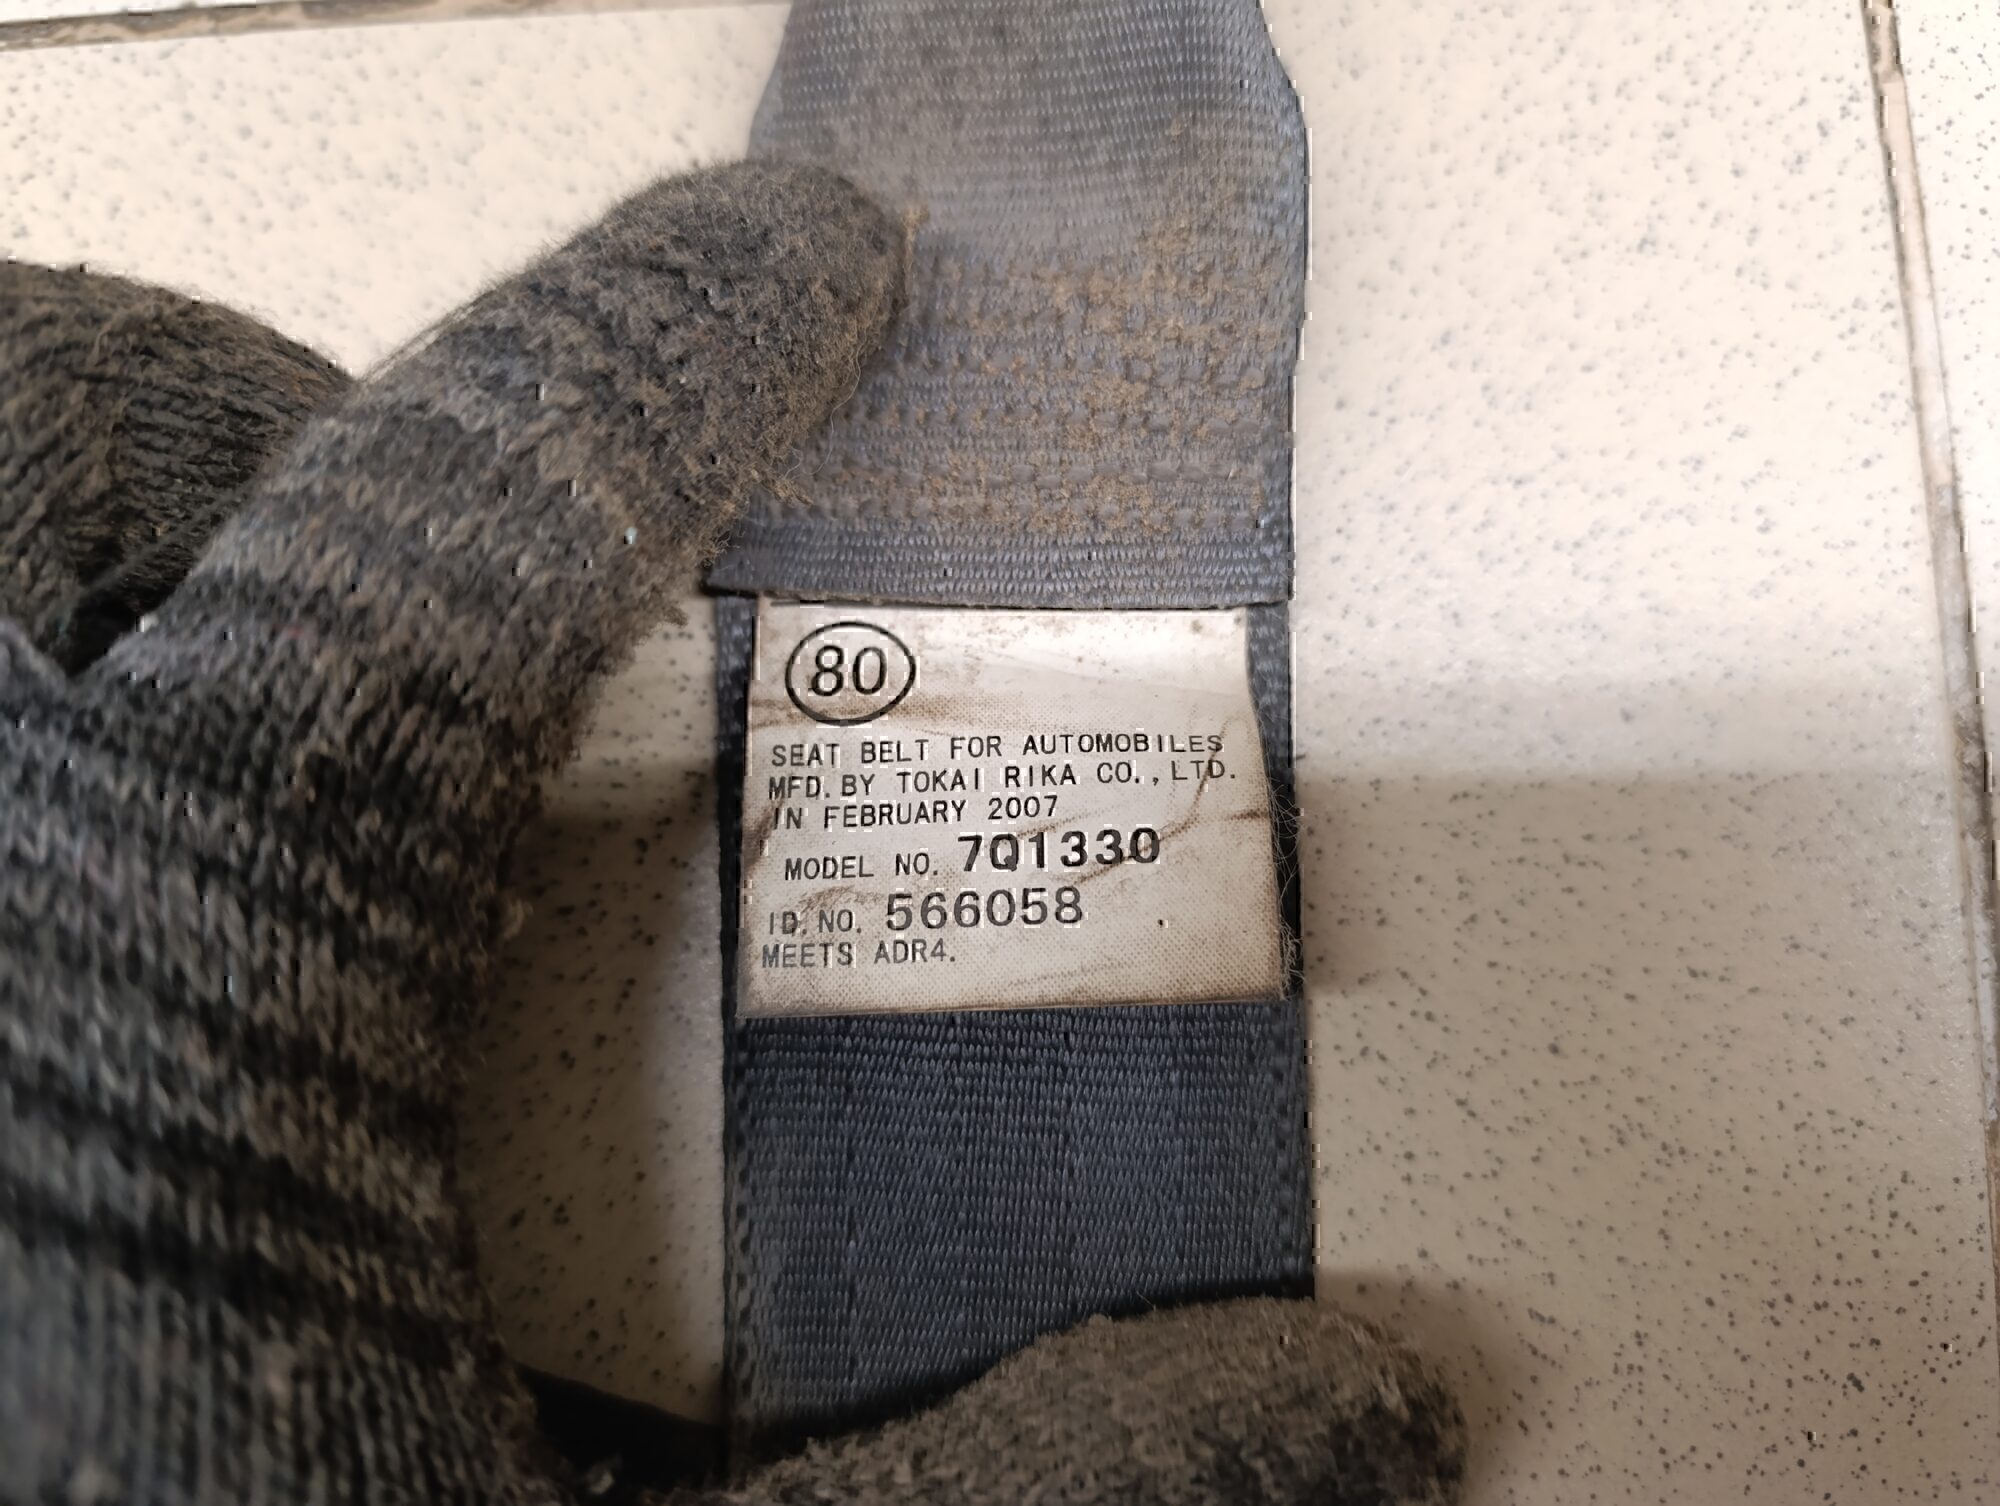 80
SEAT BELT FOR AUTOMOBILES
MFD. BY TOKAI RIKA CO., LTD.
IN FEBRUARY 2007
MODEL NO. 7Q1330
ID. NO. 566058
MEETS ADR4.